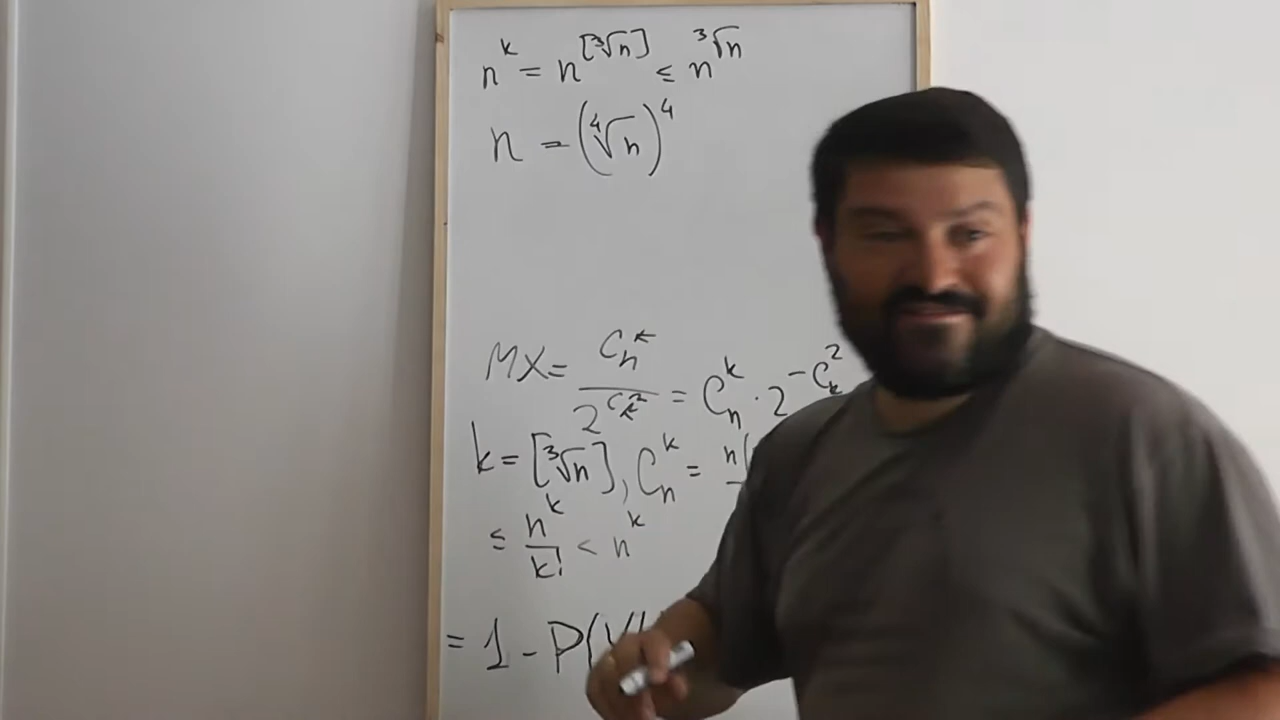 n^k = n^[∛n] ≤ n^∛n
n = (∜n)^4
MX = C_n^k / 2^{C_k^2} = C_n^k · 2^{-C_k^2}
k = [∛n], C_n^k = n(
≤ n^k / k! < n^k
= 1 - P(